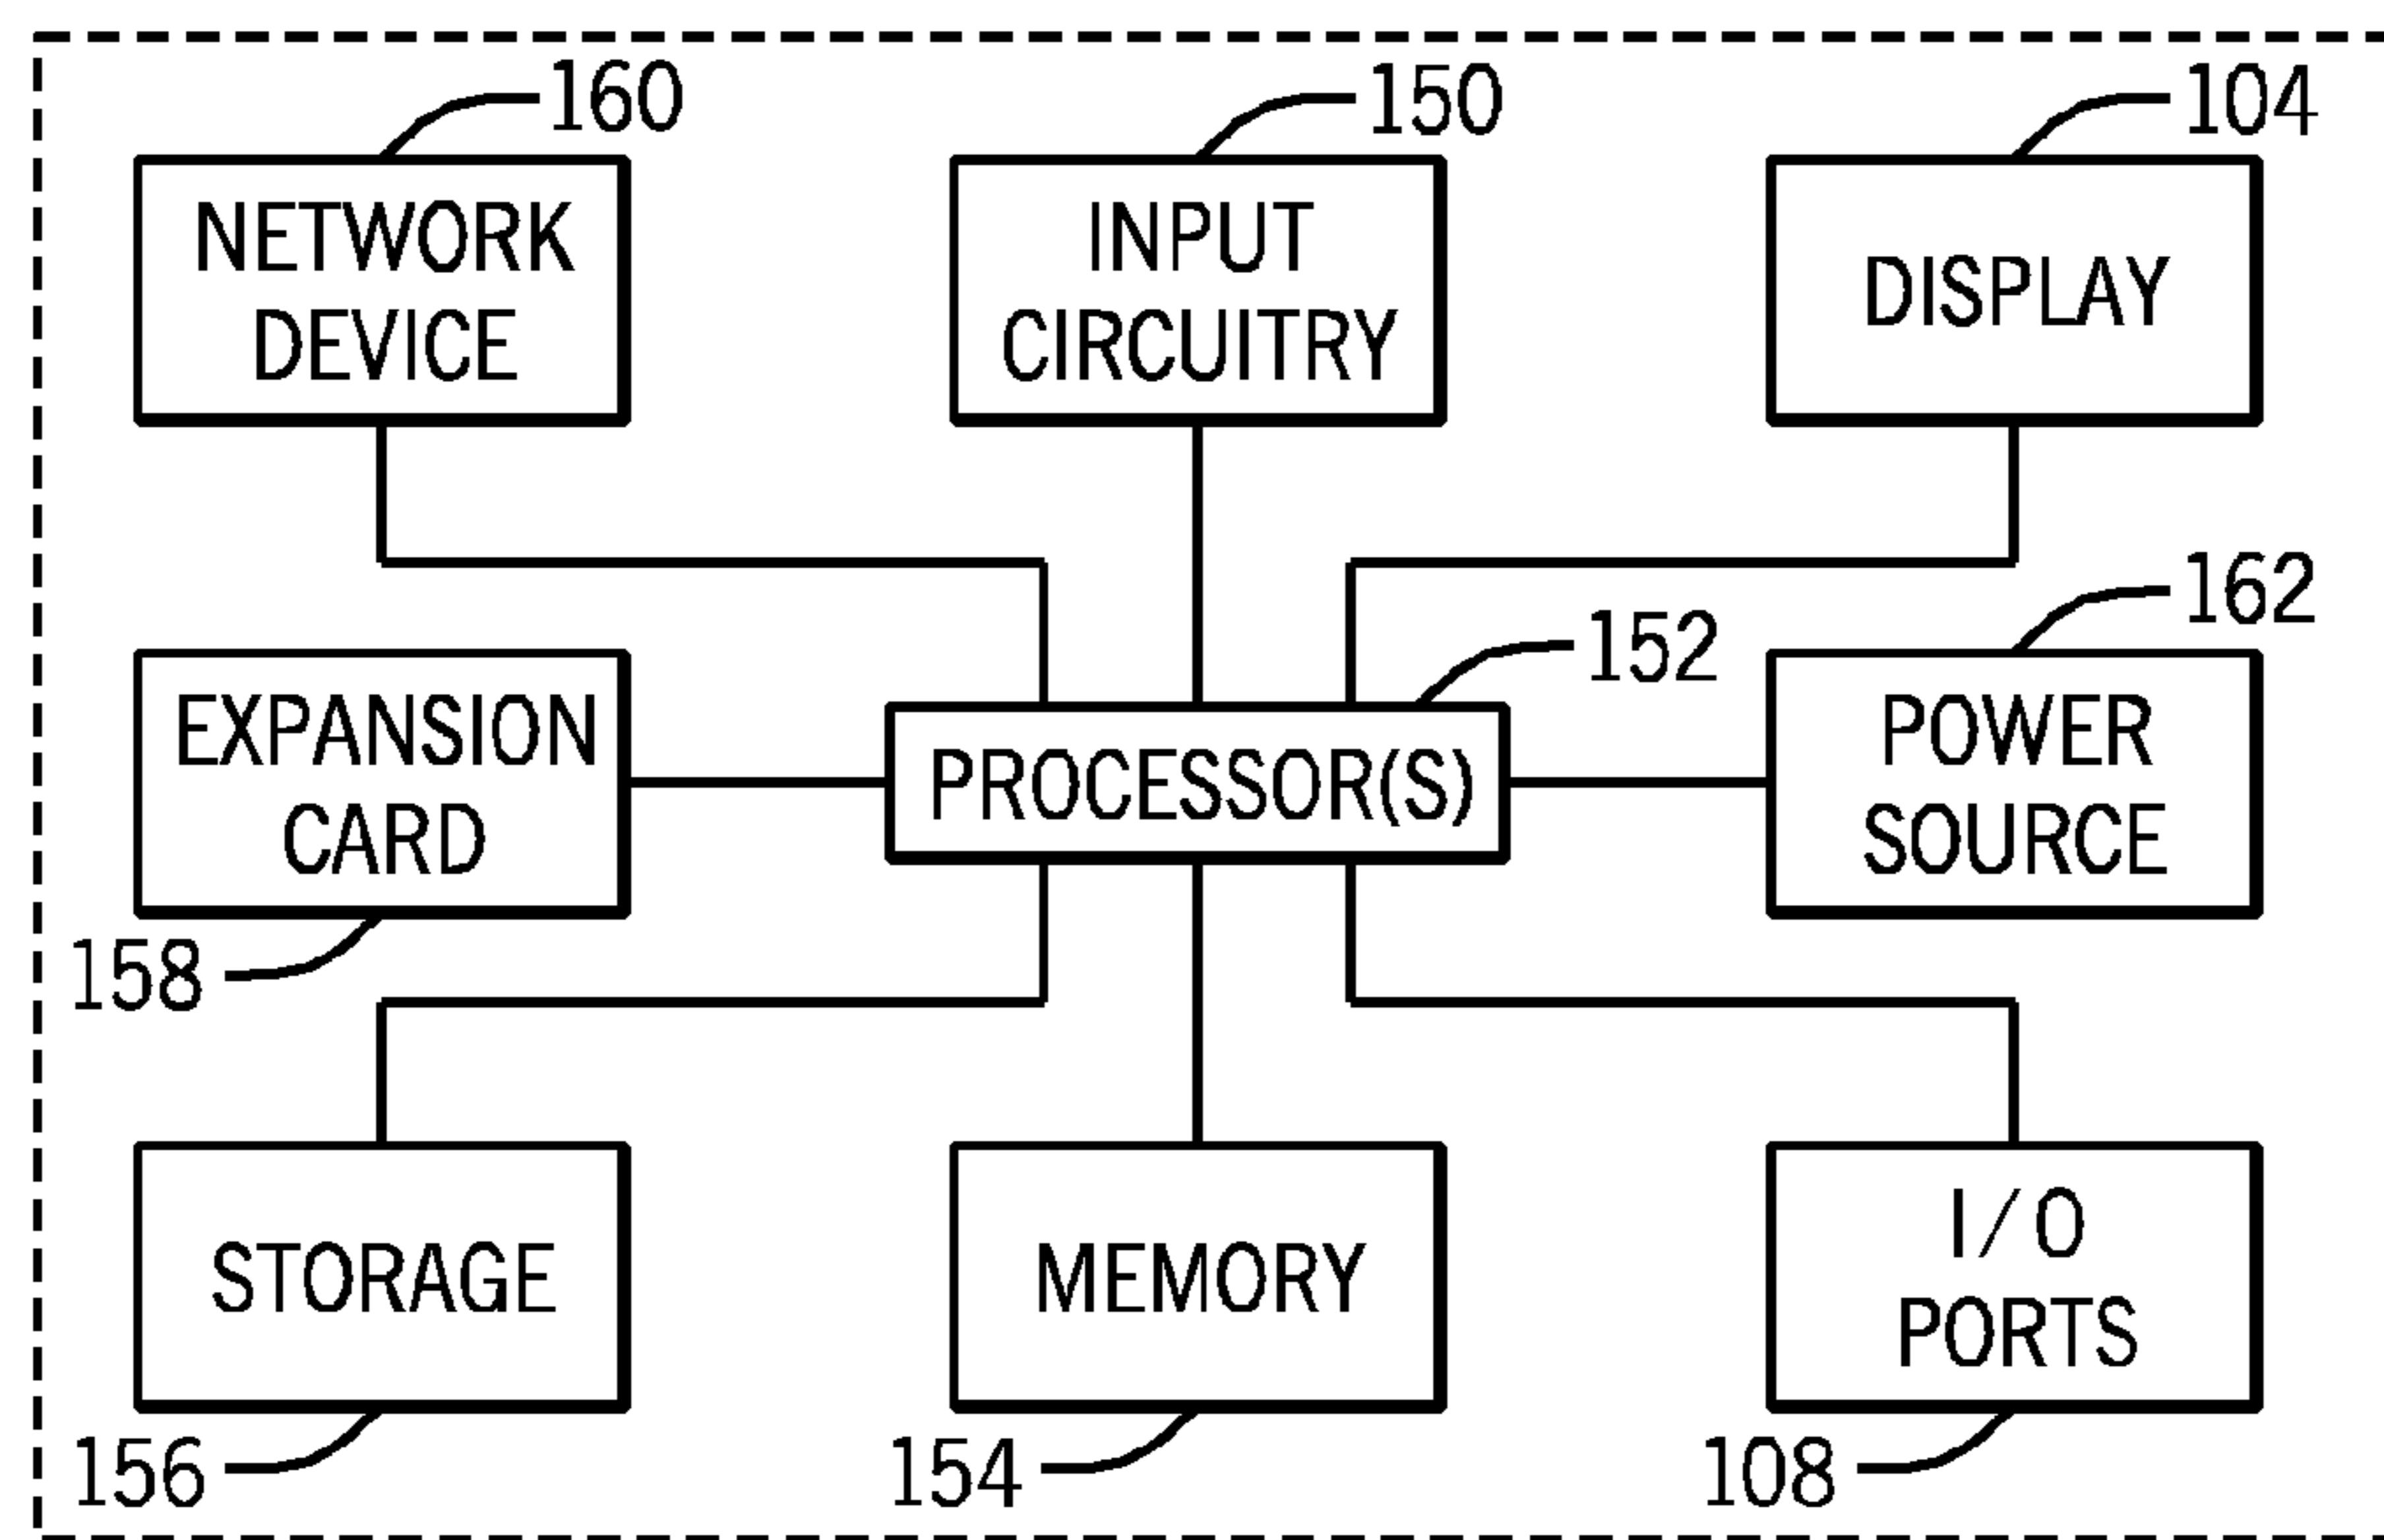 160
150
104
NETWORK
DEVICE
INPUT
CIRCUITRY
DISPLAY
162
152
EXPANSION
CARD
PROCESSOR(S)
POWER
SOURCE
158
STORAGE
MEMORY
I/O
PORTS
156
154
108